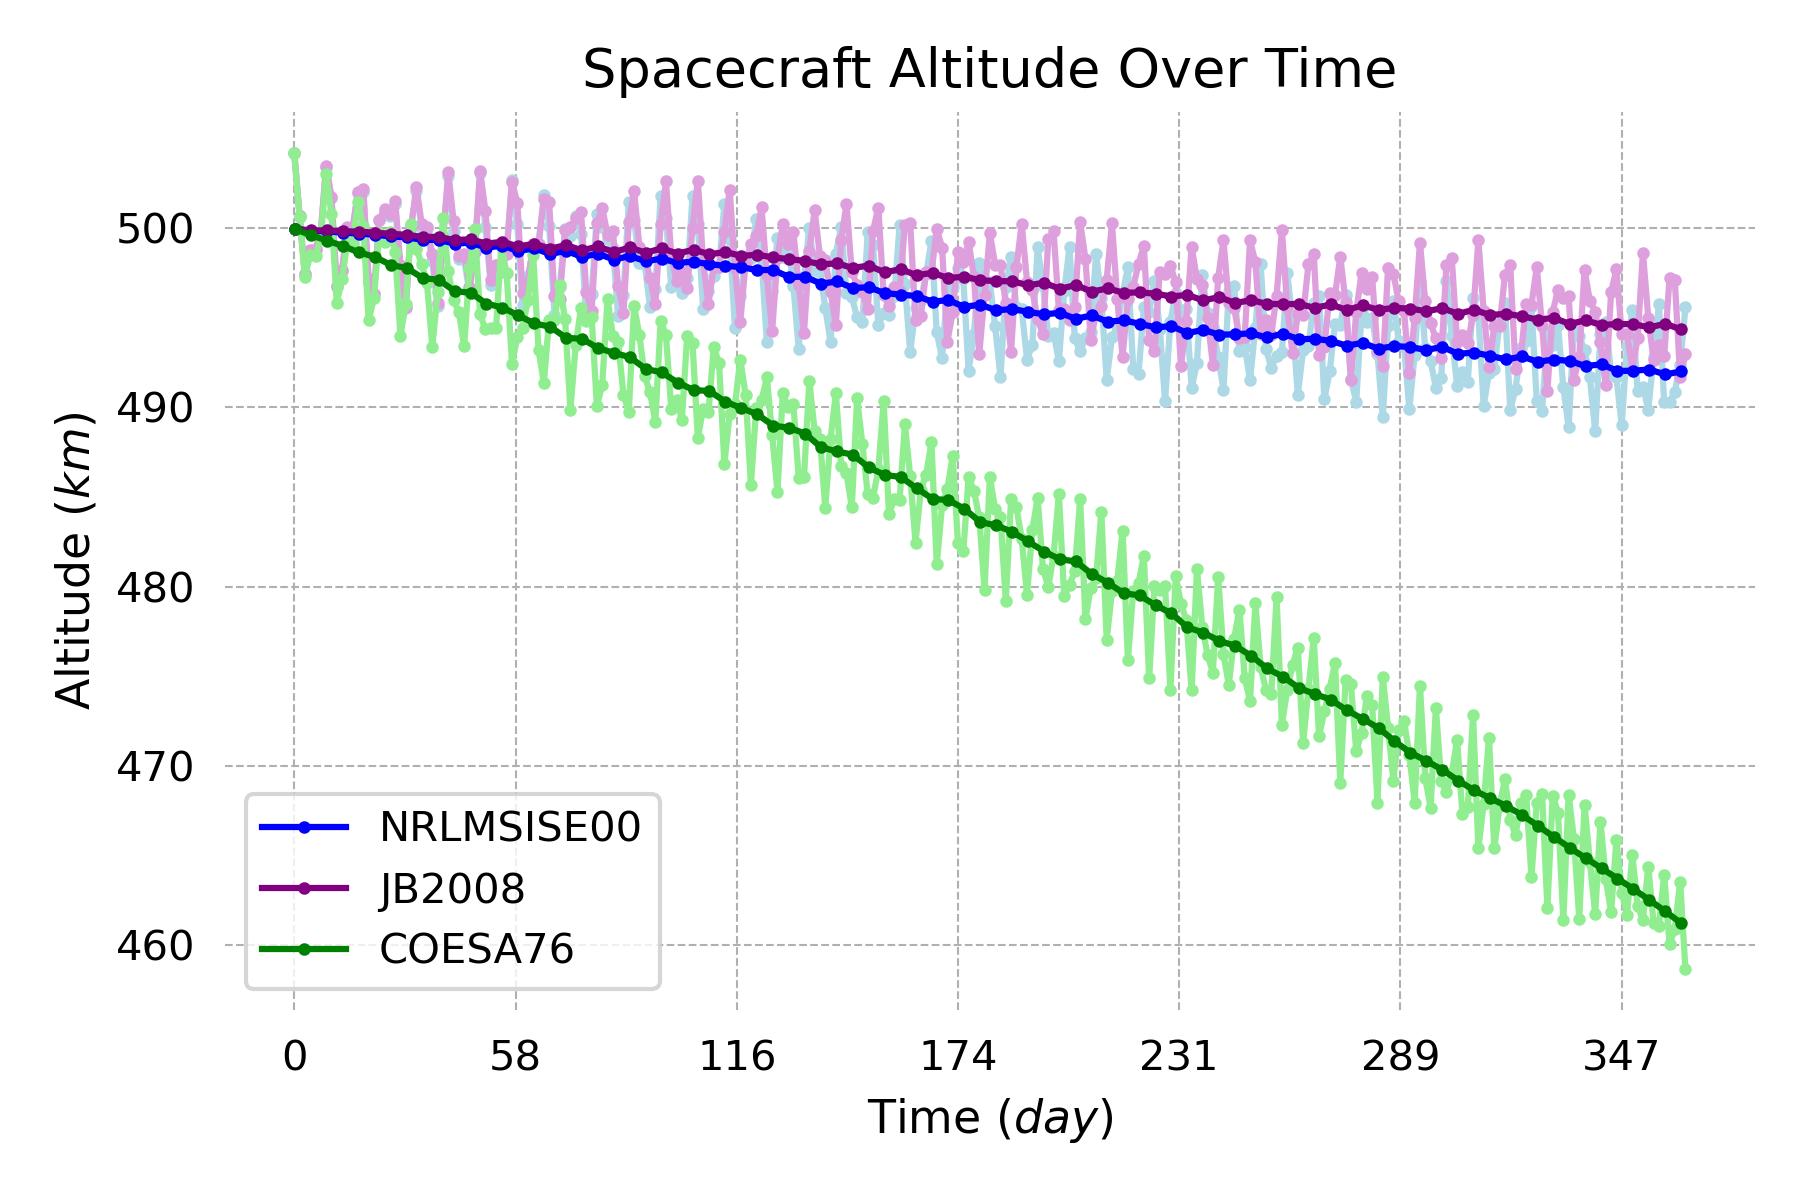 Spacecraft Altitude Over Time
Altitude (km)
500
490
480
470
460
NRLMSISE00
JB2008
COESA76
0 58 116 174 231 289 347
Time (day)